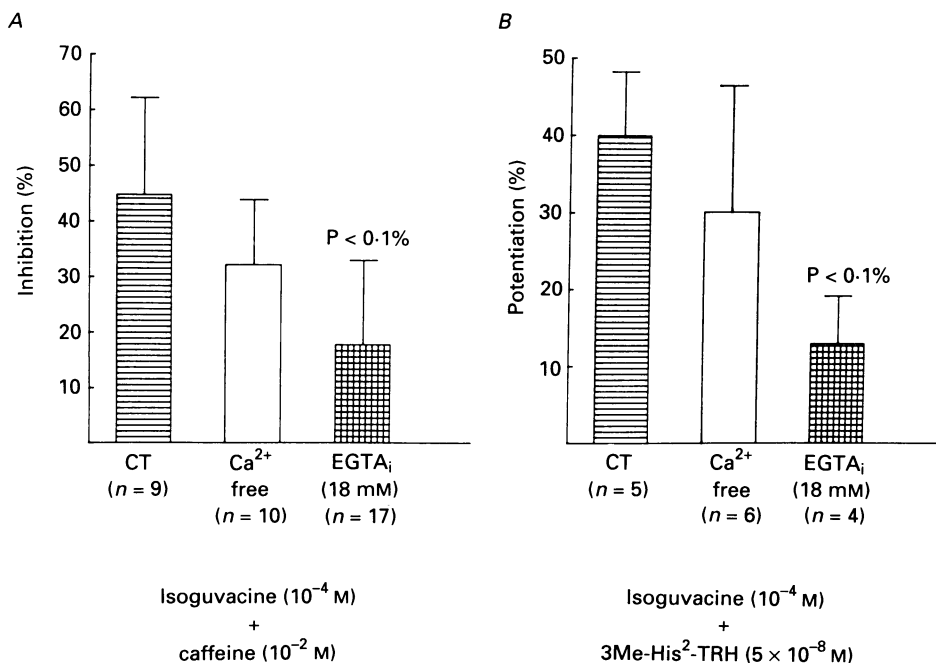 A
70
60
50
40
30
20
10
Inhibition (%)
P < 0·1%
CT
(n = 9)
Ca²⁺
free
(n = 10)
EGTAᵢ
(18 mM)
(n = 17)
Isoguvacine (10⁻⁴ M)
+
caffeine (10⁻² M)
B
50
40
30
20
10
Potentiation (%)
P < 0·1%
CT
(n = 5)
Ca²⁺
free
(n = 6)
EGTAᵢ
(18 mM)
(n = 4)
Isoguvacine (10⁻⁴ M)
+
3Me-His²-TRH (5 × 10⁻⁸ M)